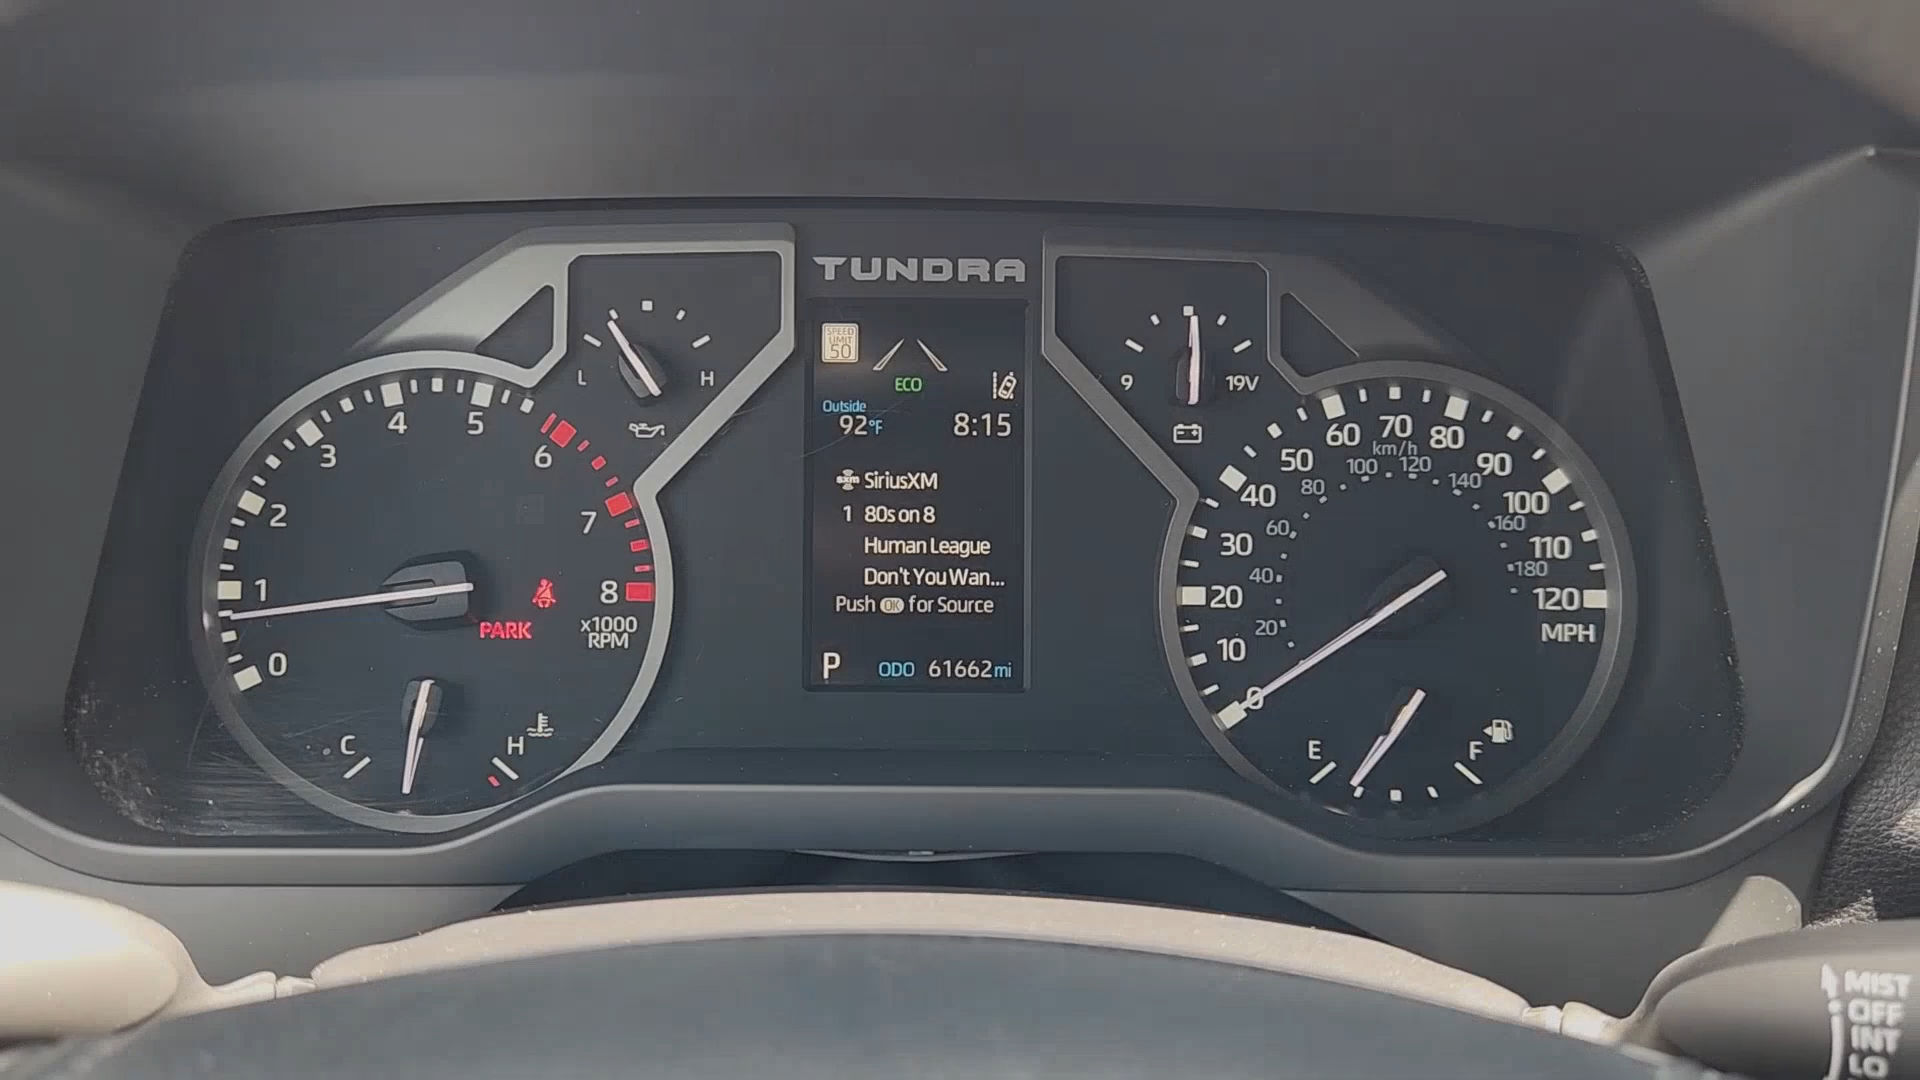 TUNDRA
L H
9 19V
SPEED
LIMIT
50
ECO
Outside
92°F 8:15
sxm SiriusXM
1 80s on 8
Human League
Don't You Wan...
Push OK for Source
P ODO 61662 mi
0 1 2 3 4 5 6 7 8
x1000
RPM
PARK
C H
0 10 20 30 40 50 60 70 80 90 100 110 120
MPH
km/h
20 40 60 80 100 120 140 160 180
E F
MIST
OFF
INT
LO